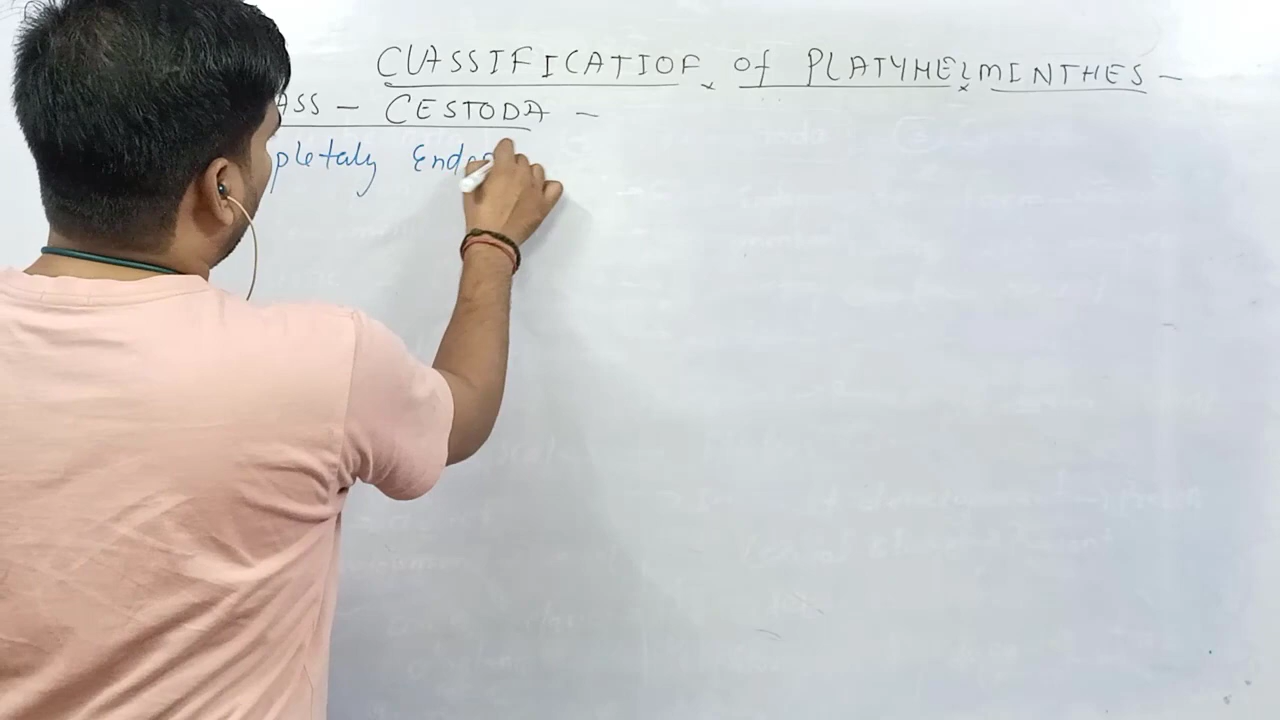 CLASSIFICATIOF of PLATYHELMINTHES —
ASS — CESTODA —
pletaly Endo